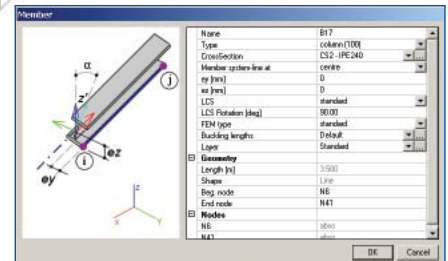 Member
α
z'
j
i
ez
ey
z
x
Y
Name B17
Type column (100)
CrossSection CS2 - IPE240
Member system-line at centre
ey [mm] 0
ez [mm] 0
LCS standard
LCS Rotation [deg] 90.00
FEM type standard
Buckling lengths Default
Layer Standard
Geometry
Length [m] 3.500
Shape Line
Beg. node N6
End node N41
Nodes
N6
N41
OK Cancel